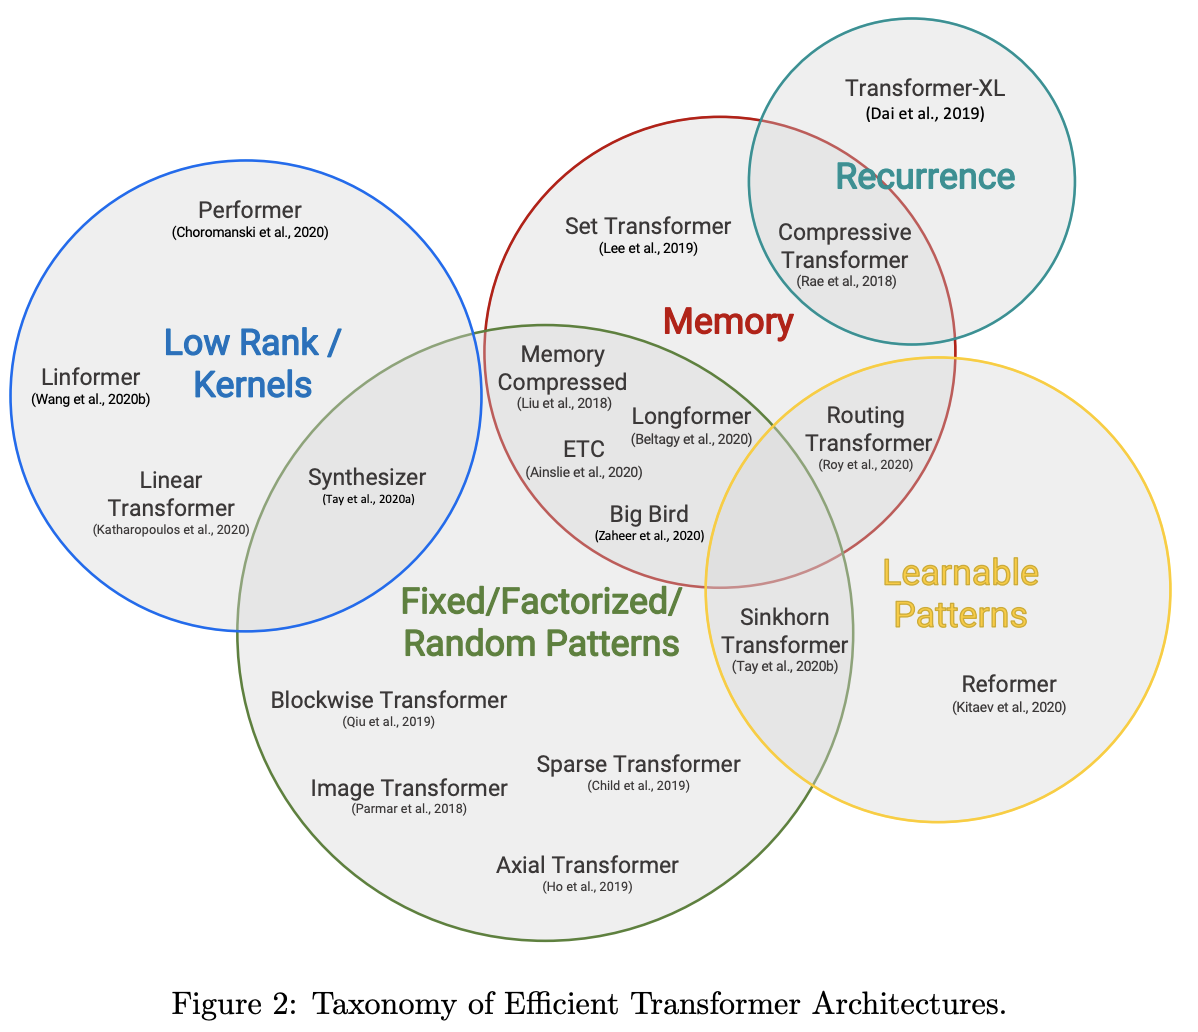 Transformer-XL
(Dai et al., 2019)
Recurrence
Compressive
Transformer
(Rae et al., 2018)
Set Transformer
(Lee et al., 2019)
Memory
Performer
(Choromanski et al., 2020)
Low Rank /
Kernels
Linformer
(Wang et al., 2020b)
Linear
Transformer
(Katharopoulos et al., 2020)
Synthesizer
(Tay et al., 2020a)
Memory
Compressed
(Liu et al., 2018)
Longformer
(Beltagy et al., 2020)
ETC
(Ainslie et al., 2020)
Big Bird
(Zaheer et al., 2020)
Routing
Transformer
(Roy et al., 2020)
Learnable
Patterns
Fixed/Factorized/
Random Patterns
Sinkhorn
Transformer
(Tay et al., 2020b)
Reformer
(Kitaev et al., 2020)
Blockwise Transformer
(Qiu et al., 2019)
Sparse Transformer
(Child et al., 2019)
Image Transformer
(Parmar et al., 2018)
Axial Transformer
(Ho et al., 2019)
Figure 2: Taxonomy of Efficient Transformer Architectures.